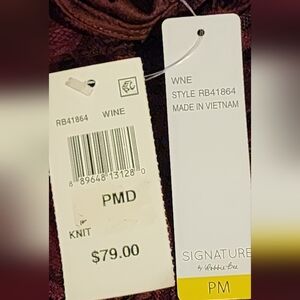 RB41864 WINE
8 89648 13128 0
PMD
KNIT
$79.00
WNE
STYLE RB41864
MADE IN VIETNAM
SIGNATURE
by Robbie Bee
PM